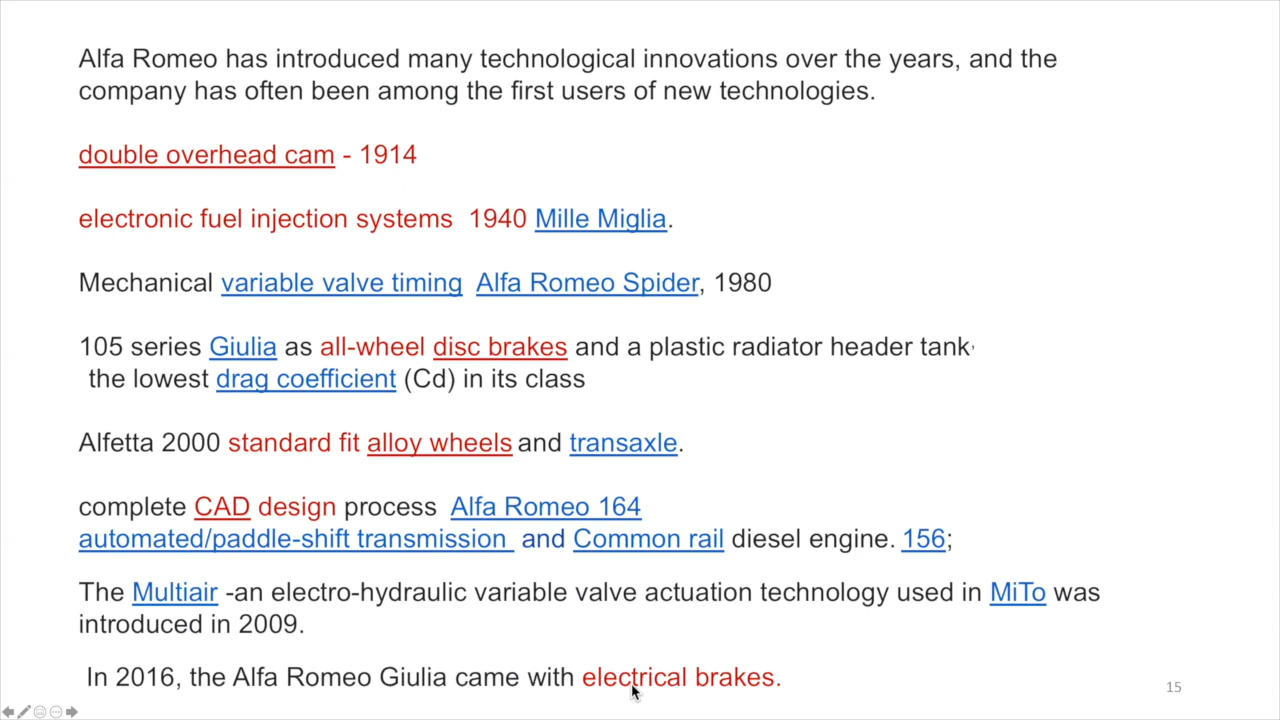 Alfa Romeo has introduced many technological innovations over the years, and the
company has often been among the first users of new technologies.
double overhead cam - 1914
electronic fuel injection systems 1940 Mille Miglia.
Mechanical variable valve timing Alfa Romeo Spider, 1980
105 series Giulia as all-wheel disc brakes and a plastic radiator header tank,
the lowest drag coefficient (Cd) in its class
Alfetta 2000 standard fit alloy wheels and transaxle.
complete CAD design process Alfa Romeo 164
automated/paddle-shift transmission and Common rail diesel engine. 156;
The Multiair -an electro-hydraulic variable valve actuation technology used in MiTo was
introduced in 2009.
In 2016, the Alfa Romeo Giulia came with electrical brakes.
15